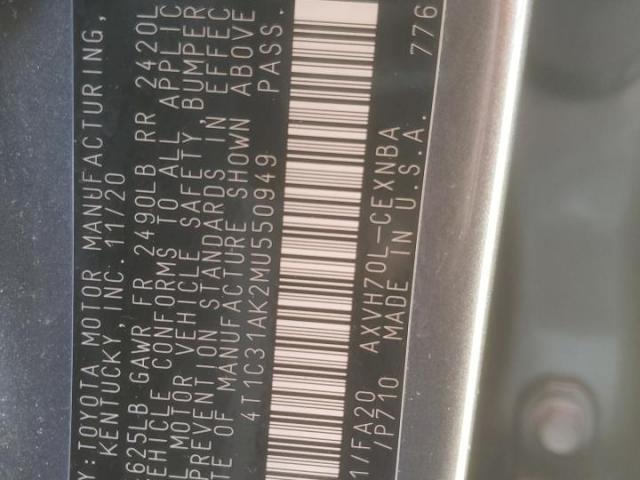 Y:TOYOTA MOTOR MANUFACTURING,
KENTUCKY, INC. 11/20
625LB GAWR FR 2490LB RR 2420L
EHICLE CONFORMS TO ALL APPLIC
L MOTOR VEHICLE SAFETY, BUMPER
PREVENTION STANDARDS IN EFFEC
TE OF MANUFACTURE SHOWN ABOVE
4T1C31AK2MU550949 PASS
1/FA20 AXVH70L-CEXNBA
/P710 MADE IN U.S.A. 776